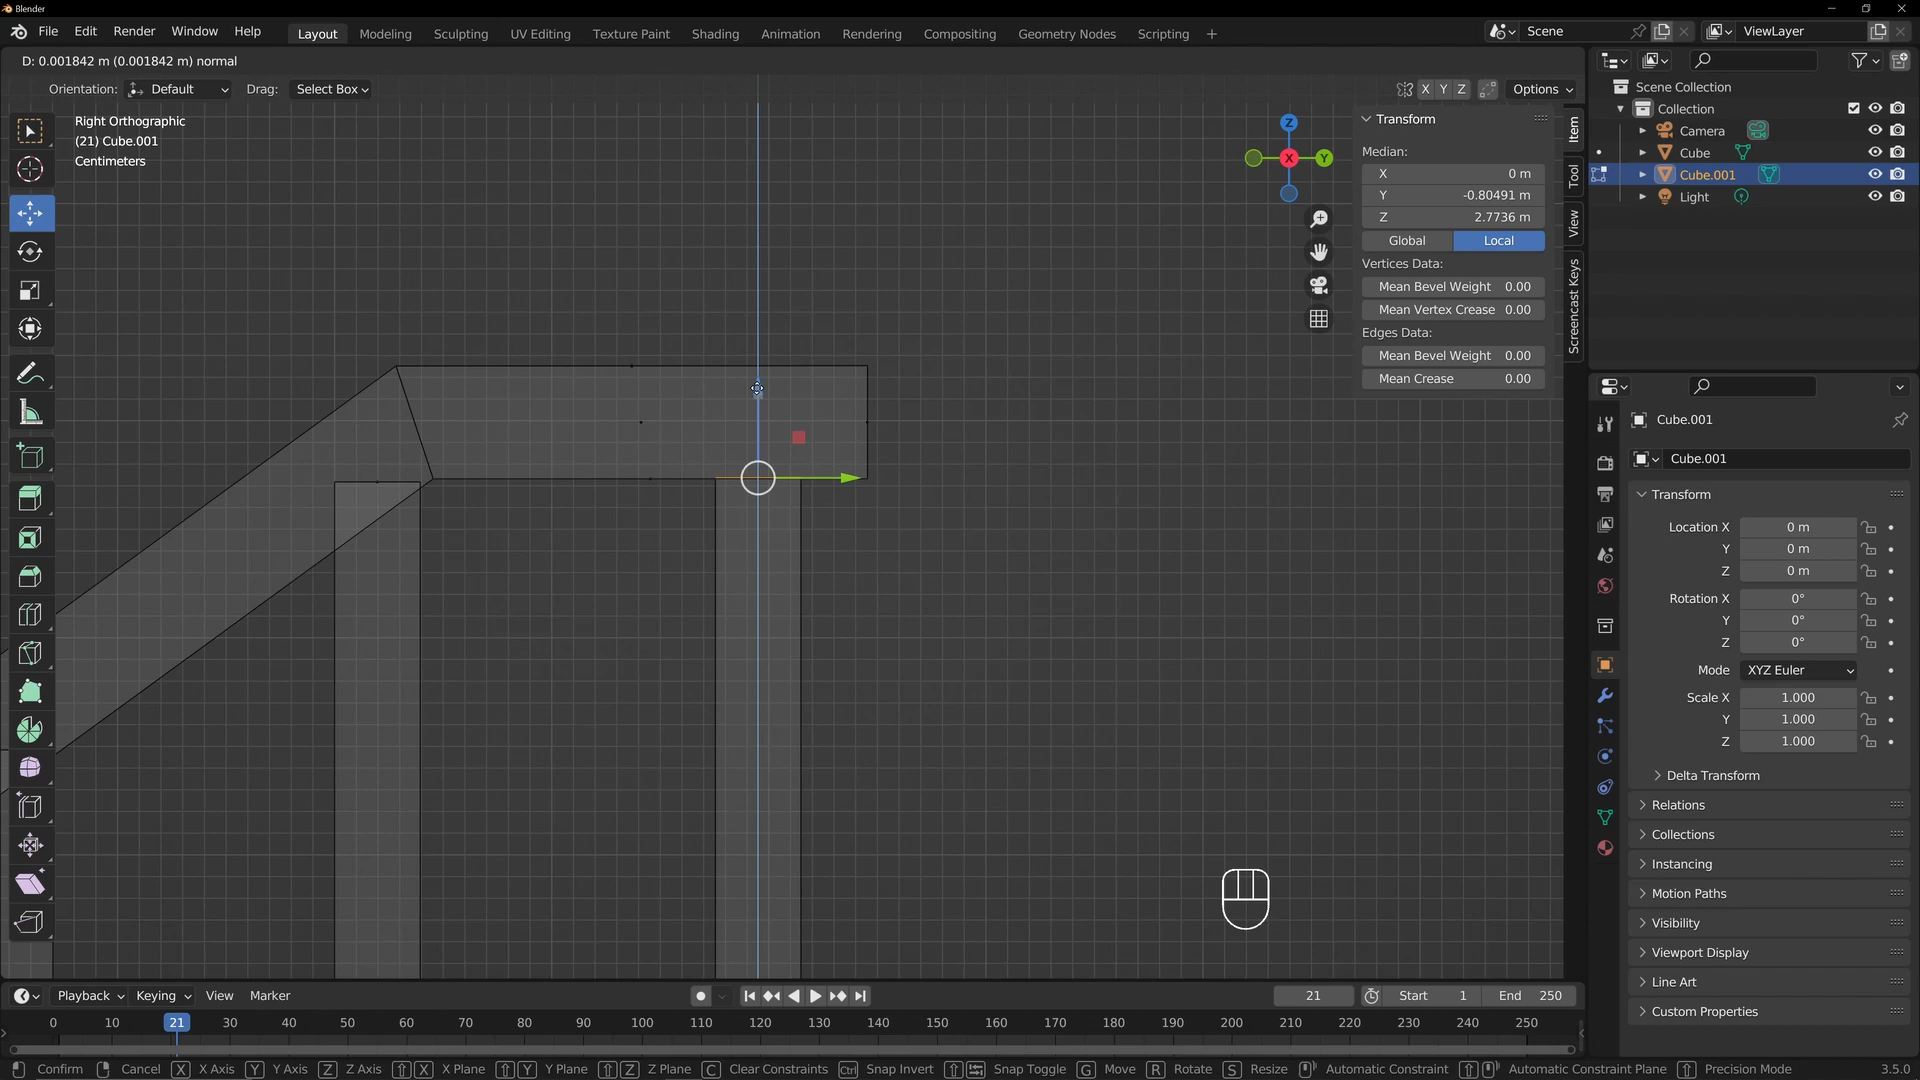 Blender
File Edit Render Window Help
Layout Modeling Sculpting UV Editing Texture Paint Shading Animation Rendering Compositing Geometry Nodes Scripting +
Scene
ViewLayer
D: 0.001842 m (0.001842 m) normal
Orientation: Default Drag: Select Box
X Y Z Options
Right Orthographic
(21) Cube.001
Centimeters
Z
X
Y
Transform
Median:
X 0 m
Y -0.80491 m
Z 2.7736 m
Global Local
Vertices Data:
Mean Bevel Weight 0.00
Mean Vertex Crease 0.00
Edges Data:
Mean Bevel Weight 0.00
Mean Crease 0.00
Item
Tool
View
Screencast Keys
Scene Collection
Collection
Camera
Cube
Cube.001
Light
Cube.001
Cube.001
Transform
Location X 0 m
Y 0 m
Z 0 m
Rotation X 0°
Y 0°
Z 0°
Mode XYZ Euler
Scale X 1.000
Y 1.000
Z 1.000
Delta Transform
Relations
Collections
Instancing
Motion Paths
Visibility
Viewport Display
Line Art
Custom Properties
Playback Keying View Marker
21 Start 1 End 250
0 10 21 30 40 50 60 70 80 90 100 110 120 130 140 150 160 170 180 190 200 210 220 230 240 250
Confirm Cancel X X Axis Y Y Axis Z Z Axis X X Plane Y Y Plane Z Z Plane C Clear Constraints Ctrl Snap Invert Snap Toggle G Move R Rotate S Resize Automatic Constraint Automatic Constraint Plane Precision Mode 3.5.0